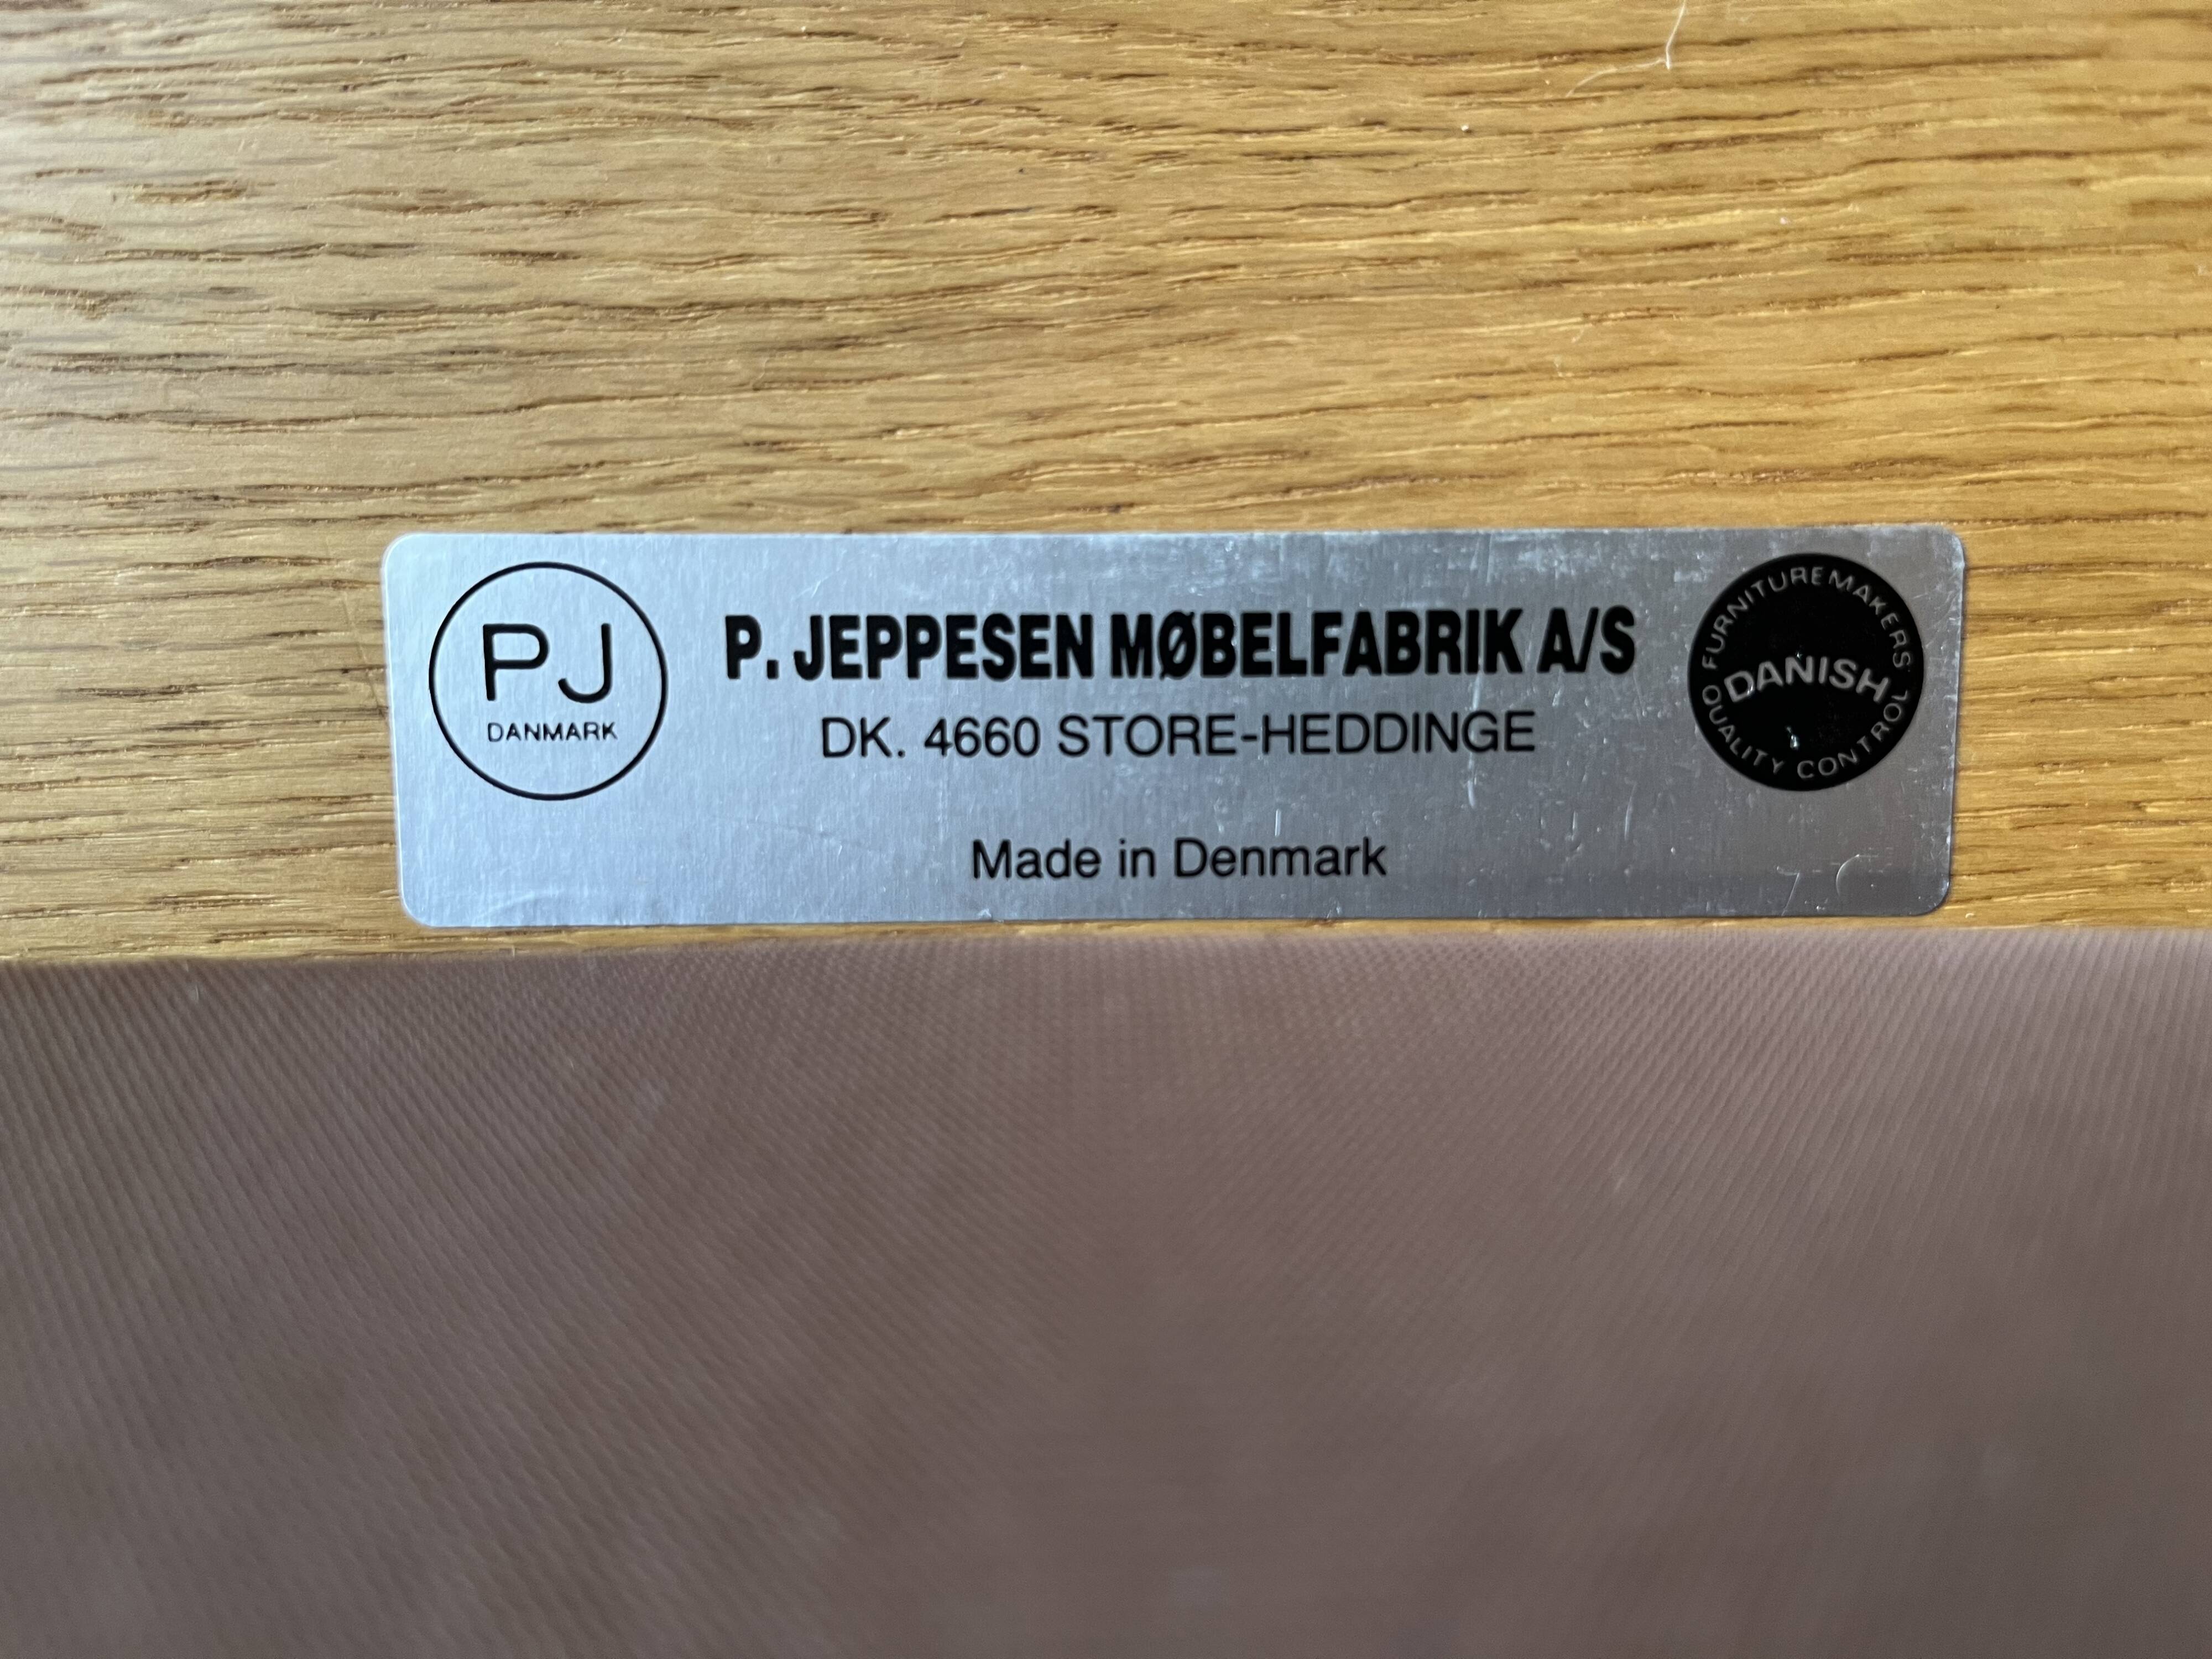 PJ
DANMARK
P. JEPPESEN MØBELFABRIK A/S
DK. 4660 STORE-HEDDINGE
Made in Denmark
FURNITUREMAKERS
DANISH
QUALITY CONTROL